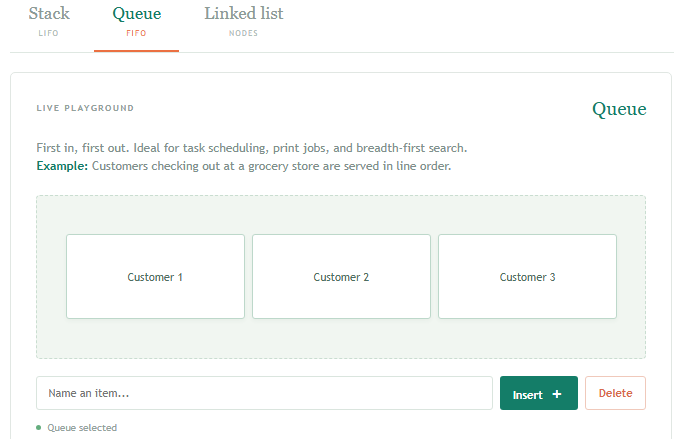 Stack Queue Linked list
LIFO FIFO NODES
LIVE PLAYGROUND Queue
First in, first out. Ideal for task scheduling, print jobs, and breadth-first search.
Example: Customers checking out at a grocery store are served in line order.
Customer 1 Customer 2 Customer 3
Name an item... Insert + Delete
Queue selected